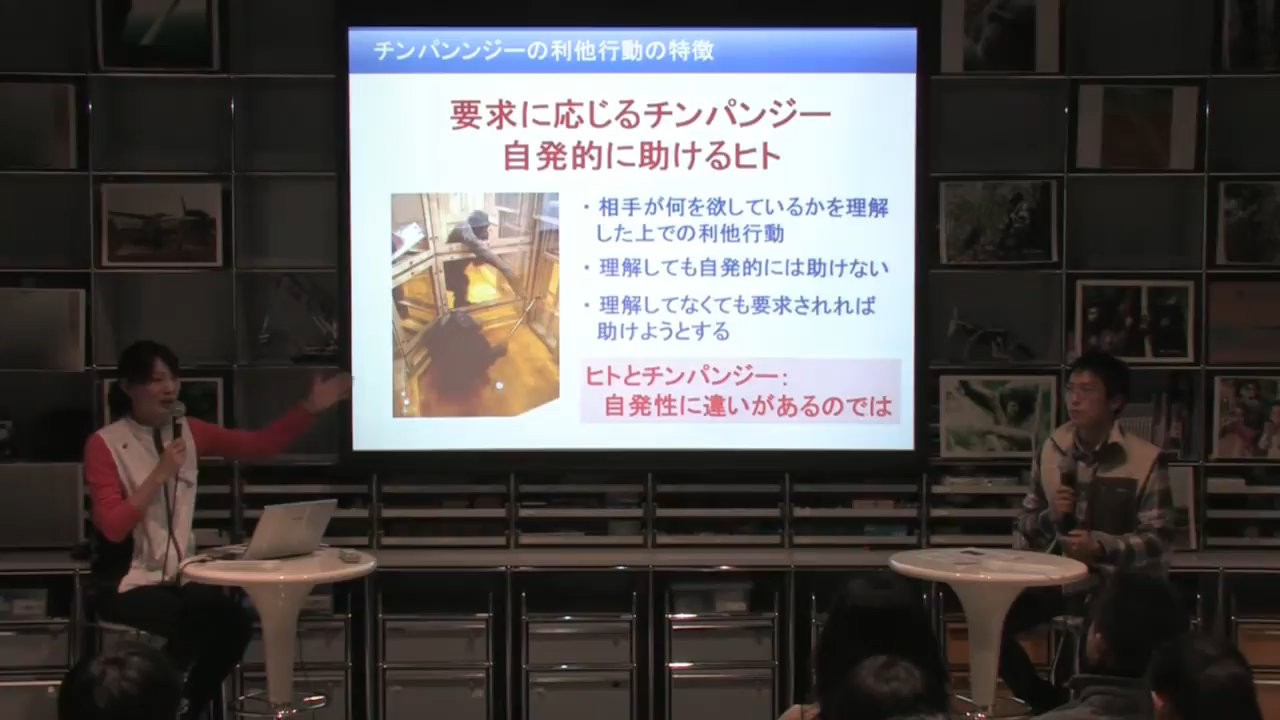 チンパンンジーの利他行動の特徴
要求に応じるチンパンジー
自発的に助けるヒト
・相手が何を欲しているかを理解
した上での利他行動
・理解しても自発的には助けない
・理解してなくても要求されれば
助けようとする
ヒトとチンパンジー：
自発性に違いがあるのでは